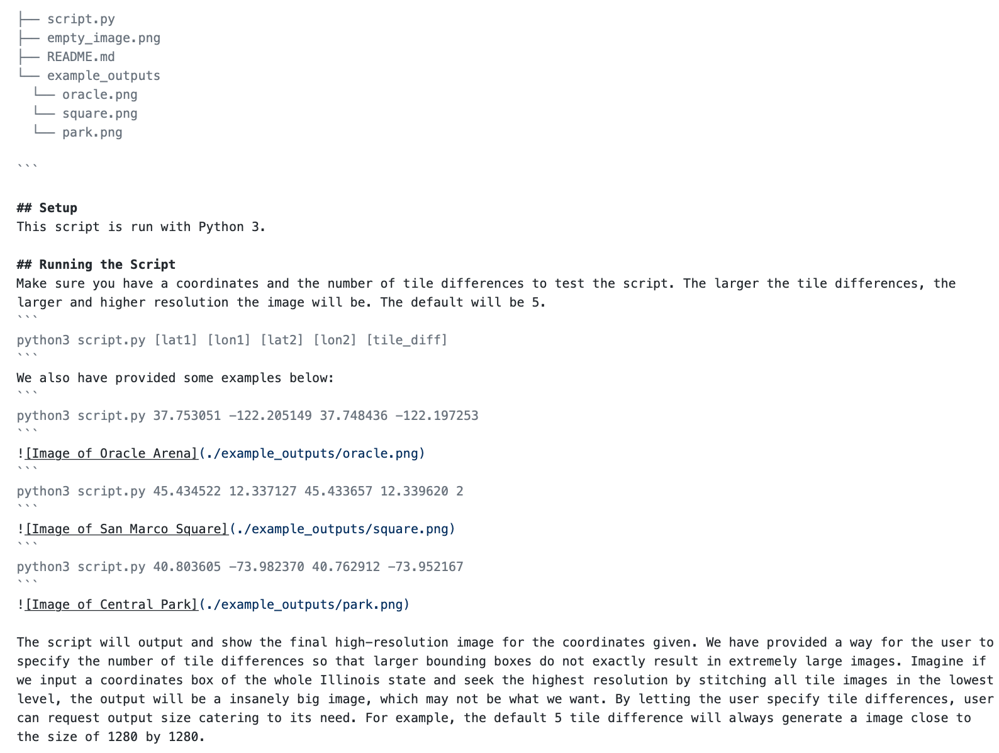 ├── script.py
├── empty_image.png
├── README.md
└── example_outputs
  └── oracle.png
  └── square.png
  └── park.png
```
## Setup
This script is run with Python 3.
## Running the Script
Make sure you have a coordinates and the number of tile differences to test the script. The larger the tile differences, the
larger and higher resolution the image will be. The default will be 5.
```
python3 script.py [lat1] [lon1] [lat2] [lon2] [tile_diff]
```
We also have provided some examples below:
```
python3 script.py 37.753051 -122.205149 37.748436 -122.197253
```
![Image of Oracle Arena](./example_outputs/oracle.png)
```
python3 script.py 45.434522 12.337127 45.433657 12.339620 2
```
![Image of San Marco Square](./example_outputs/square.png)
```
python3 script.py 40.803605 -73.982370 40.762912 -73.952167
```
![Image of Central Park](./example_outputs/park.png)
The script will output and show the final high-resolution image for the coordinates given. We have provided a way for the user to
specify the number of tile differences so that larger bounding boxes do not exactly result in extremely large images. Imagine if
we input a coordinates box of the whole Illinois state and seek the highest resolution by stitching all tile images in the lowest
level, the output will be a insanely big image, which may not be what we want. By letting the user specify tile differences, user
can request output size catering to its need. For example, the default 5 tile difference will always generate a image close to
the size of 1280 by 1280.